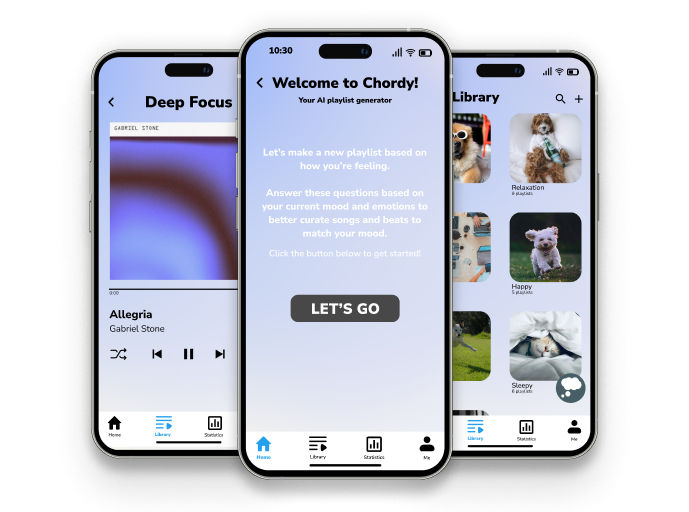 Deep Focus
GABRIEL STONE
0:00
Allegria
Gabriel Stone
Home
Library
Statistics
10:30
Welcome to Chordy!
Your AI playlist generator
Let's make a new playlist based on
how you're feeling.
Answer these questions based on
your current mood and emotions to
better curate songs and beats to
match your mood.
Click the button below to get started!
LET'S GO
Home
Library
Statistics
Me
Library
Relaxation
Happy
5 playlists
Sleepy
6 playlists
Library
Statistics
Me